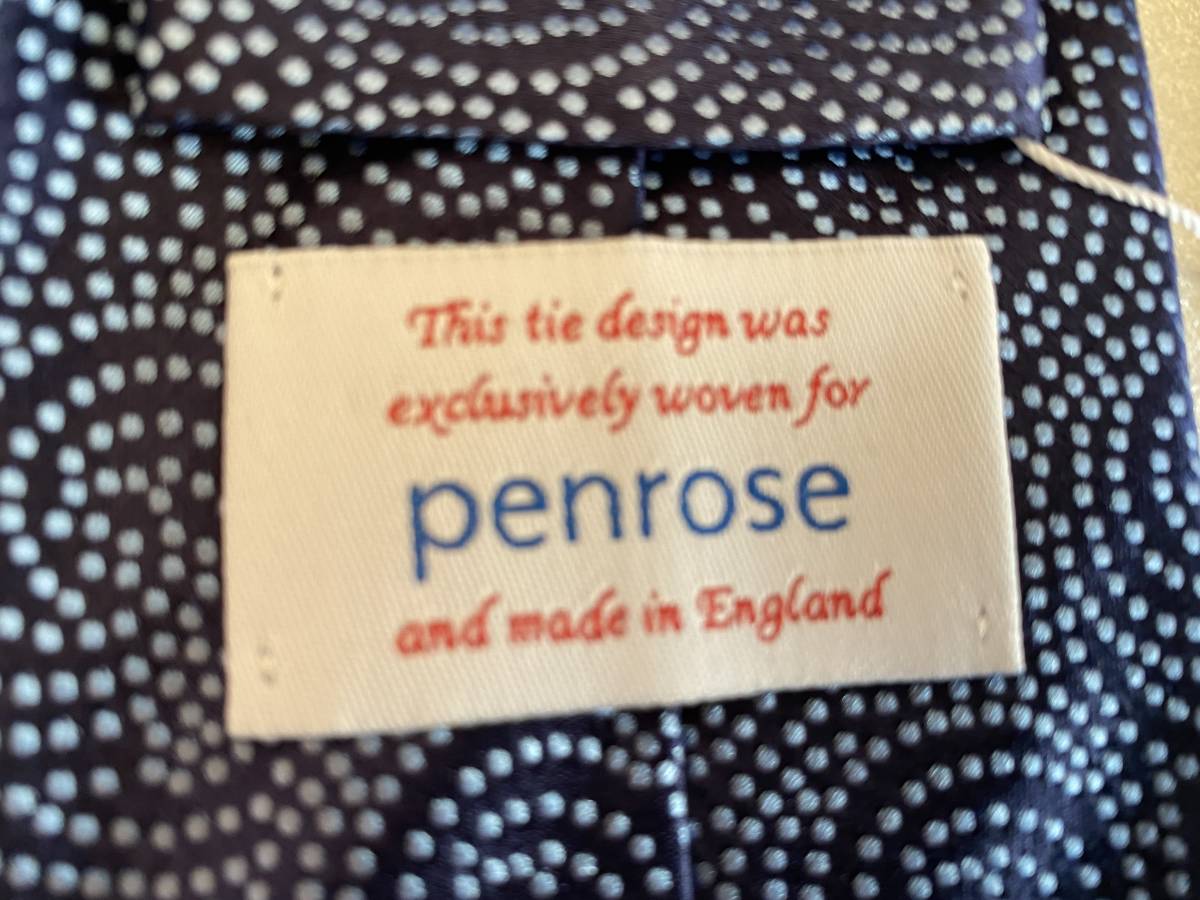 This tie design was
exclusively woven for
penrose
and made in England